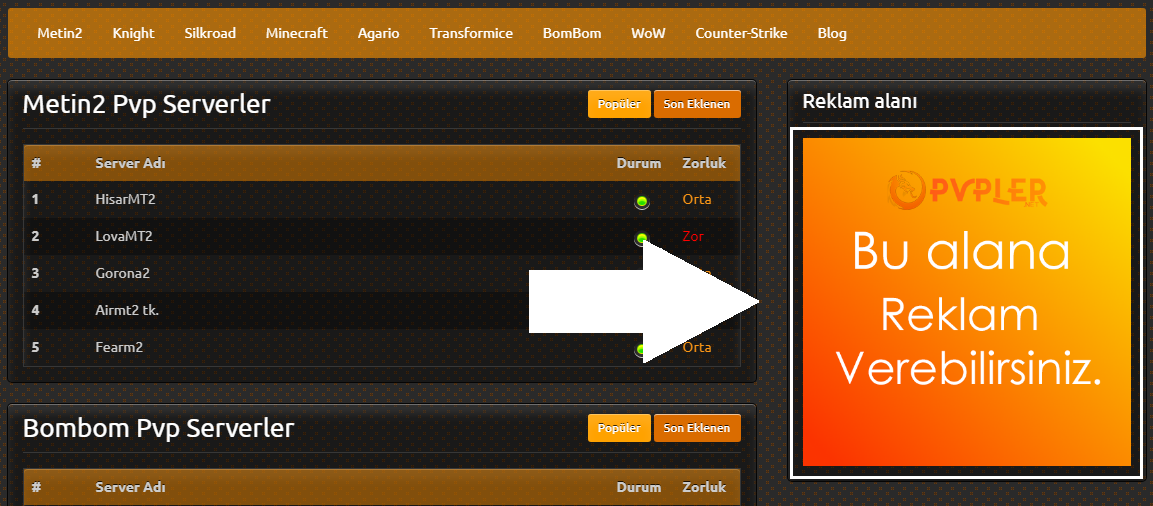 Metin2 Knight Silkroad Minecraft Agario Transformice BomBom WoW Counter-Strike Blog
Metin2 Pvp Serverler
Popüler Son Eklenen
# Server Adı Durum Zorluk
1 HisarMT2 Orta
2 LovaMT2 Zor
3 Gorona2
4 Airmt2 tk.
5 Fearm2 Orta
Bombom Pvp Serverler
Popüler Son Eklenen
# Server Adı Durum Zorluk
Reklam alanı
PVPLER
.NET
Bu alana
Reklam
Verebilirsiniz.